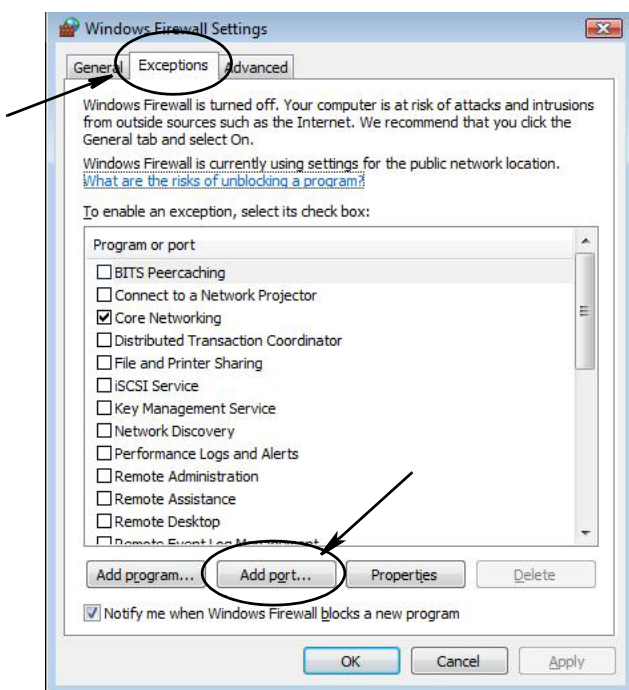 Windows Firewall Settings
General Exceptions Advanced
Windows Firewall is turned off. Your computer is at risk of attacks and intrusions
from outside sources such as the Internet. We recommend that you click the
General tab and select On.
Windows Firewall is currently using settings for the public network location.
What are the risks of unblocking a program?
To enable an exception, select its check box:
Program or port
BITS Peercaching
Connect to a Network Projector
Core Networking
Distributed Transaction Coordinator
File and Printer Sharing
iSCSI Service
Key Management Service
Network Discovery
Performance Logs and Alerts
Remote Administration
Remote Assistance
Remote Desktop
Remote Event Log Management
Add program... Add port... Properties Delete
Notify me when Windows Firewall blocks a new program
OK Cancel Apply